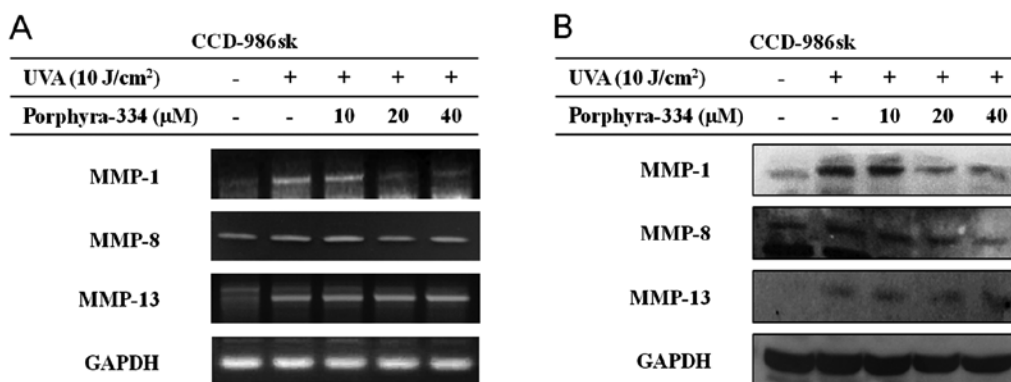 A
CCD-986sk
UVA (10 J/cm²) - + + + +
Porphyra-334 (μM) - - 10 20 40
MMP-1
MMP-8
MMP-13
GAPDH
B
CCD-986sk
UVA (10 J/cm²) - + + + +
Porphyra-334 (μM) - - 10 20 40
MMP-1
MMP-8
MMP-13
GAPDH